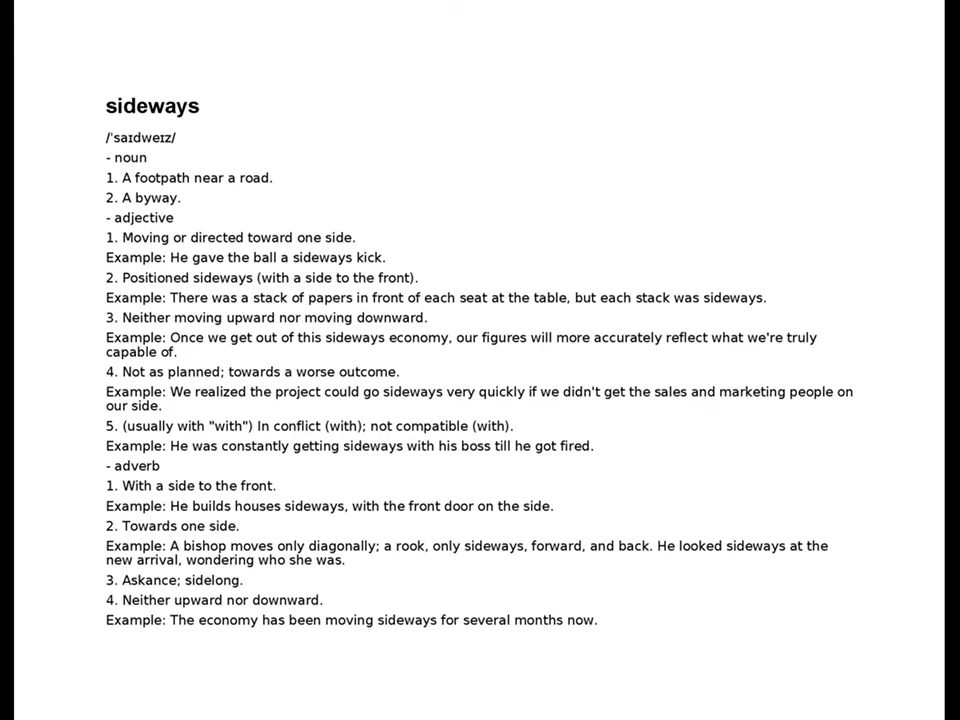 sideways
/ˈsaɪdweɪz/
- noun
1. A footpath near a road.
2. A byway.
- adjective
1. Moving or directed toward one side.
Example: He gave the ball a sideways kick.
2. Positioned sideways (with a side to the front).
Example: There was a stack of papers in front of each seat at the table, but each stack was sideways.
3. Neither moving upward nor moving downward.
Example: Once we get out of this sideways economy, our figures will more accurately reflect what we're truly
capable of.
4. Not as planned; towards a worse outcome.
Example: We realized the project could go sideways very quickly if we didn't get the sales and marketing people on
our side.
5. (usually with "with") In conflict (with); not compatible (with).
Example: He was constantly getting sideways with his boss till he got fired.
- adverb
1. With a side to the front.
Example: He builds houses sideways, with the front door on the side.
2. Towards one side.
Example: A bishop moves only diagonally; a rook, only sideways, forward, and back. He looked sideways at the
new arrival, wondering who she was.
3. Askance; sidelong.
4. Neither upward nor downward.
Example: The economy has been moving sideways for several months now.